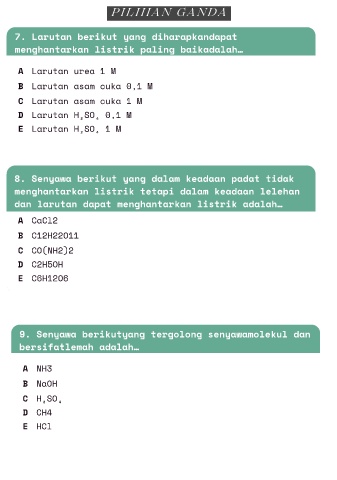 PILIHAN GANDA
7. Larutan berikut yang diharapkandapat
menghantarkan listrik paling baikadalah…
A Larutan urea 1 M
B Larutan asam cuka 0,1 M
C Larutan asam cuka 1 M
D Larutan H₂SO₄ 0,1 M
E Larutan H₂SO₄ 1 M
8. Senyawa berikut yang dalam keadaan padat tidak
menghantarkan listrik tetapi dalam keadaan lelehan
dan larutan dapat menghantarkan listrik adalah…
A CaCl2
B C12H22O11
C CO(NH2)2
D C2H5OH
E C6H12O6
9. Senyawa berikutyang tergolong senyawamolekul dan
bersifatlemah adalah…
A NH3
B NaOH
C H₂SO₄
D CH4
E HCl